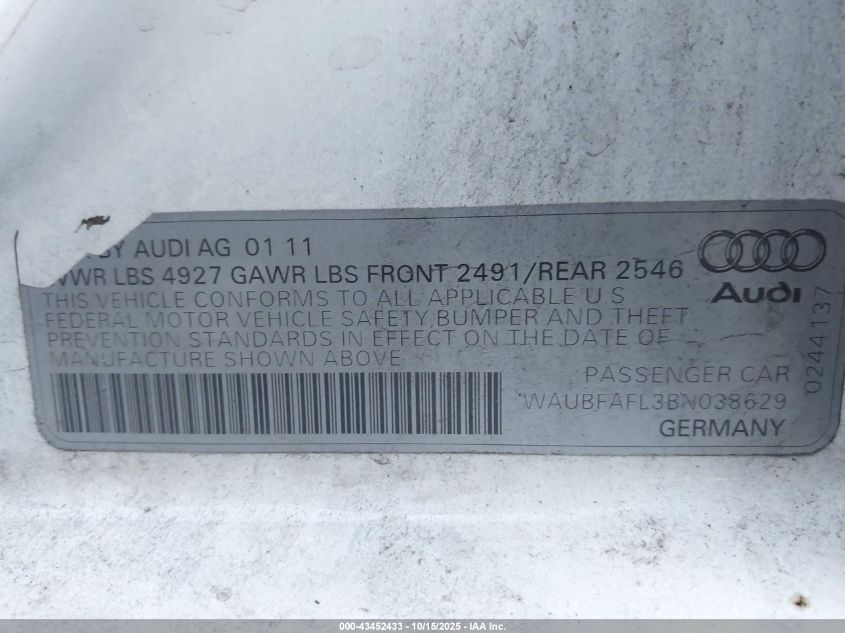 BY AUDI AG 01 11
WR LBS 4927 GAWR LBS FRONT 2491/REAR 2546
THIS VEHICLE CONFORMS TO ALL APPLICABLE U S
FEDERAL MOTOR VEHICLE SAFETY, BUMPER AND THEFT
PREVENTION STANDARDS IN EFFECT ON THE DATE OF
MANUFACTURE SHOWN ABOVE
PASSENGER CAR
WAUBFAFL3BN038629
GERMANY
Audi
0244137
000-43452433 - 10/15/2025 - IAA Inc.